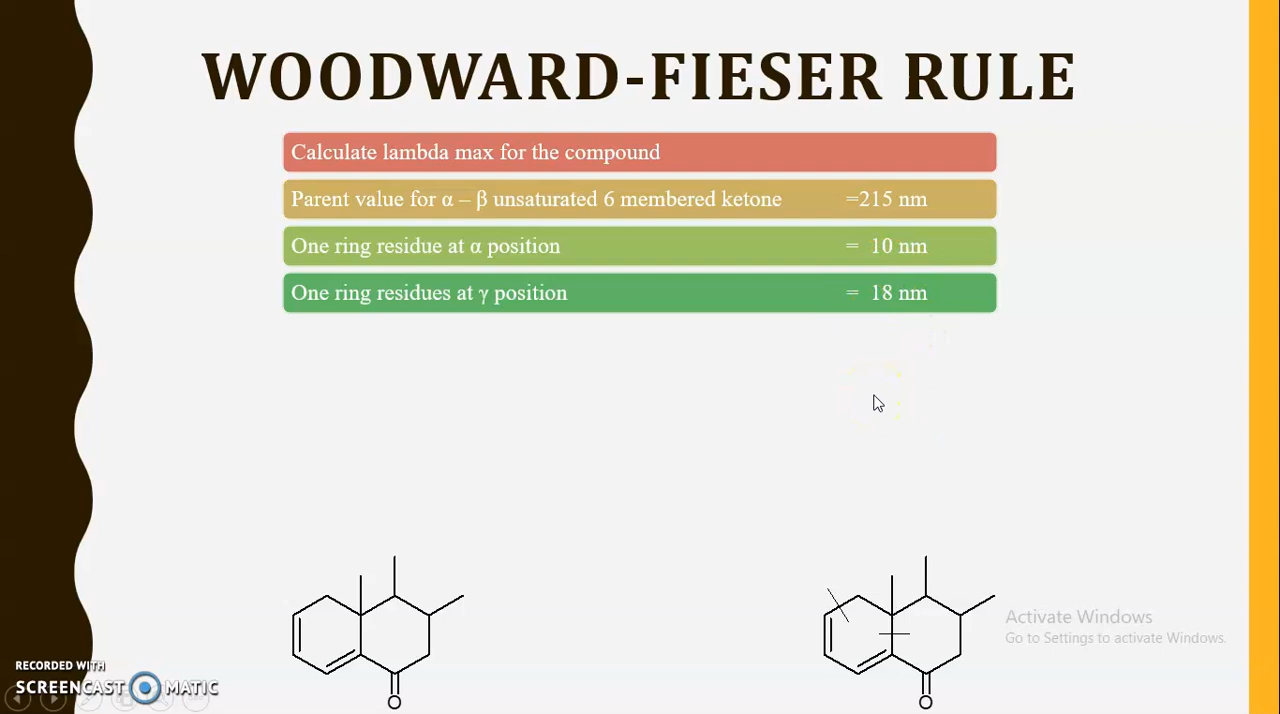 WOODWARD-FIESER RULE
Calculate lambda max for the compound
Parent value for α – β unsaturated 6 membered ketone =215 nm
One ring residue at α position = 10 nm
One ring residues at γ position = 18 nm
O
O
Activate Windows
Go to Settings to activate Windows.
RECORDED WITH
SCREENCAST MATIC